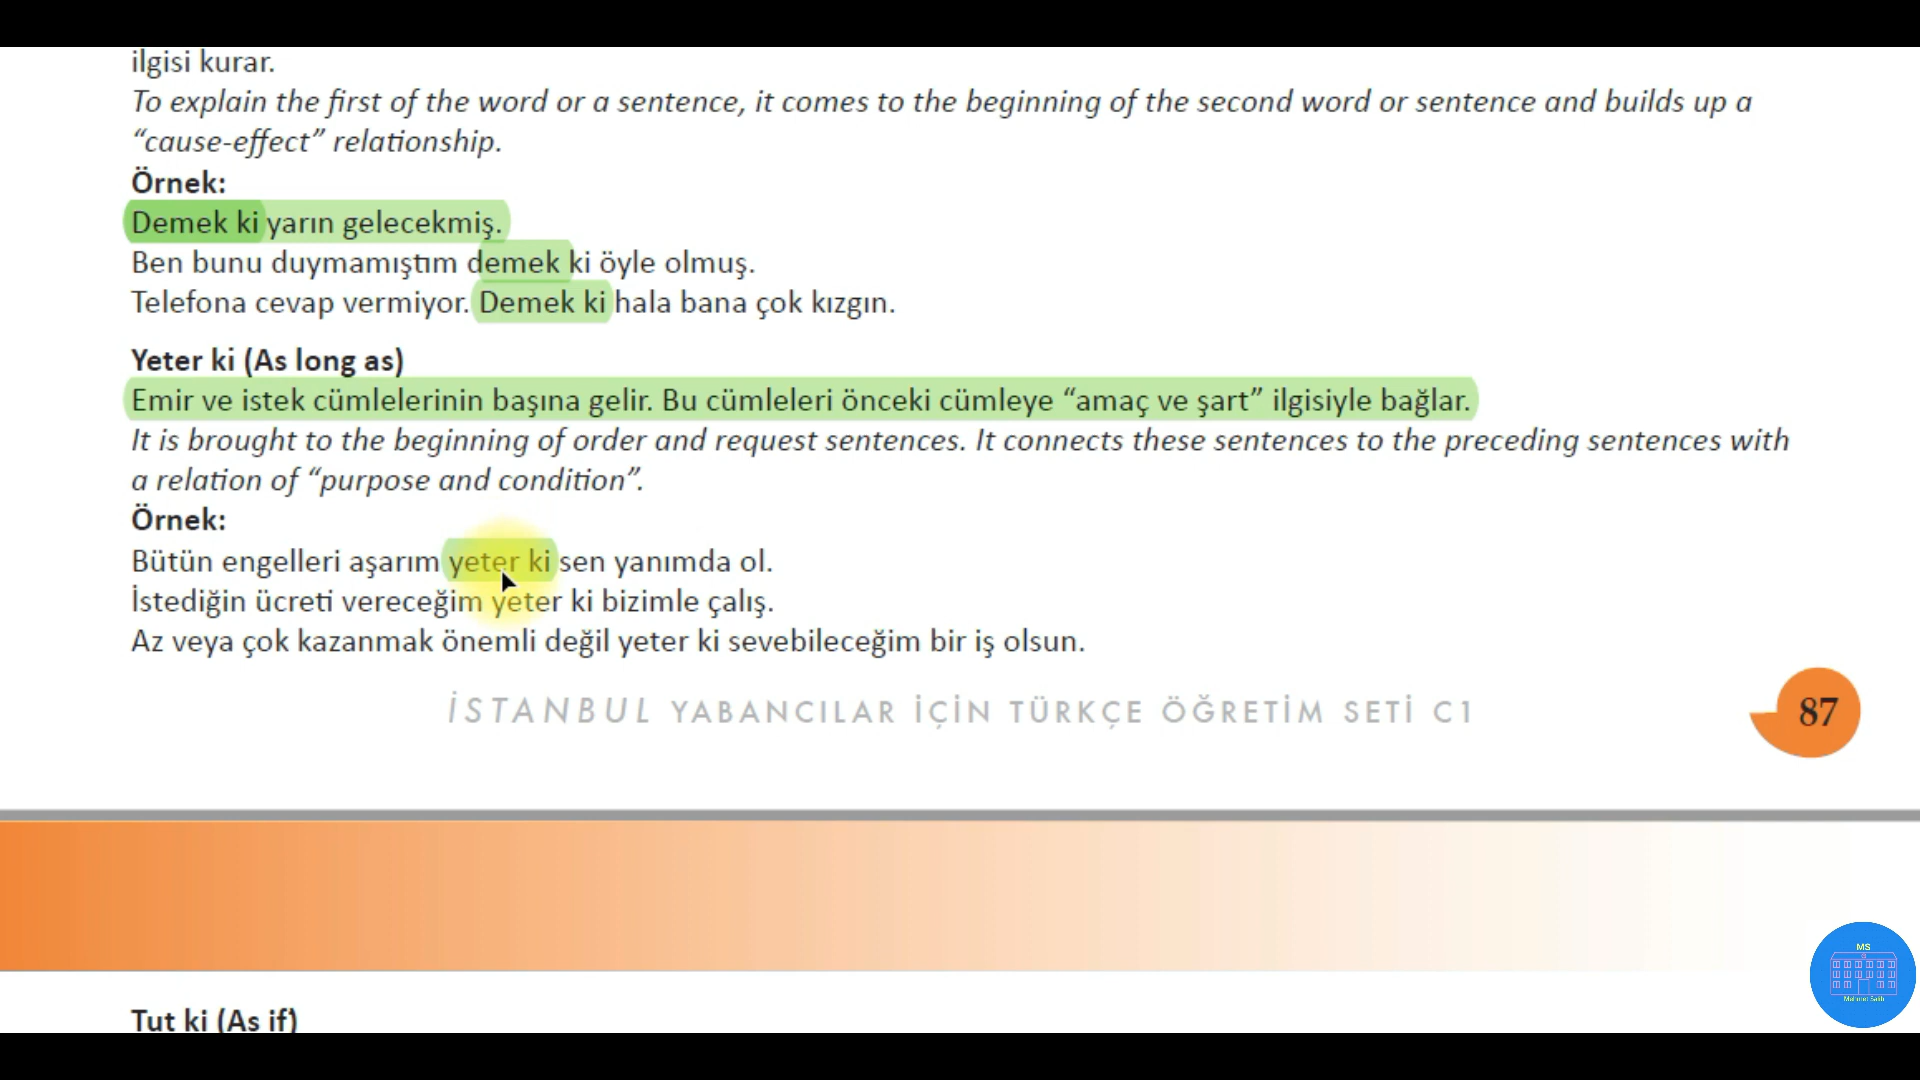 ilgisi kurar.
To explain the first of the word or a sentence, it comes to the beginning of the second word or sentence and builds up a
“cause-effect” relationship.
Örnek:
Demek ki yarın gelecekmiş.
Ben bunu duymamıştım demek ki öyle olmuş.
Telefona cevap vermiyor. Demek ki hala bana çok kızgın.
Yeter ki (As long as)
Emir ve istek cümlelerinin başına gelir. Bu cümleleri önceki cümleye “amaç ve şart” ilgisiyle bağlar.
It is brought to the beginning of order and request sentences. It connects these sentences to the preceding sentences with
a relation of “purpose and condition”.
Örnek:
Bütün engelleri aşarım yeter ki sen yanımda ol.
İstediğin ücreti vereceğim yeter ki bizimle çalış.
Az veya çok kazanmak önemli değil yeter ki sevebileceğim bir iş olsun.
İSTANBUL YABANCILAR İÇİN TÜRKÇE ÖĞRETİM SETİ C1
87
MS
Mehmet Salih
Tut ki (As if)